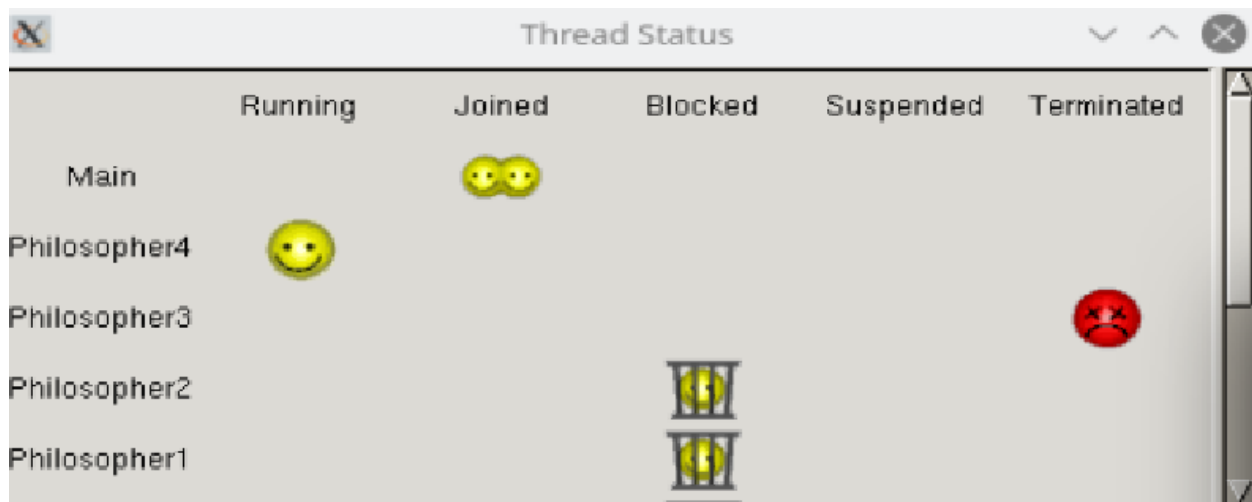 Thread Status
Running Joined Blocked Suspended Terminated
Main
Philosopher4
Philosopher3
Philosopher2
Philosopher1